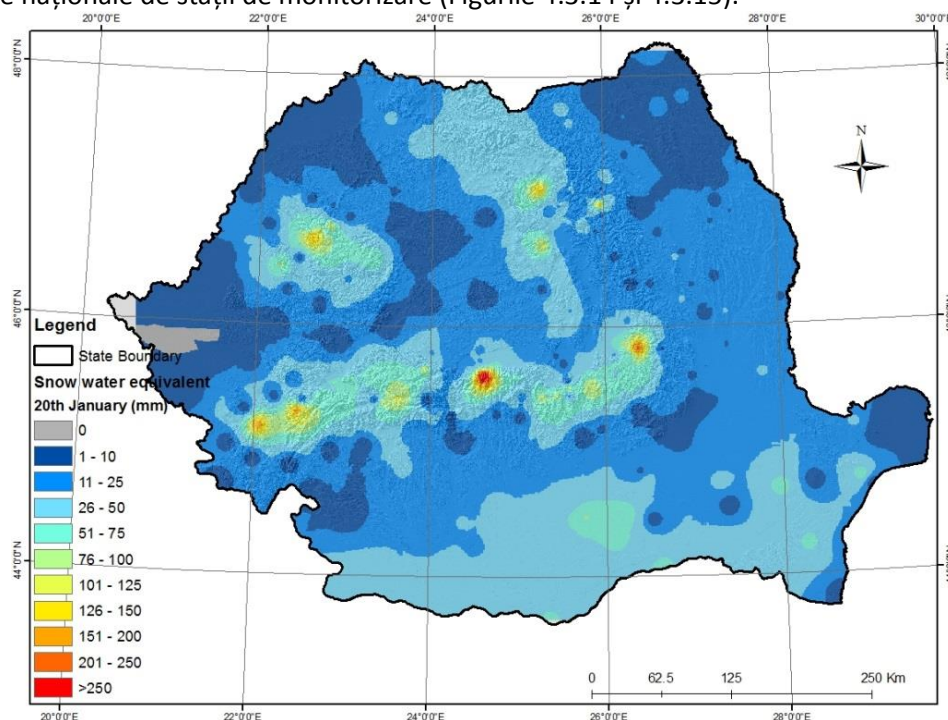 e naționale de stații de monitorizare (Figurile 4.3.14 și 4.3.15).
20°0'0"E 22°0'0"E 24°0'0"E 26°0'0"E 28°0'0"E 30°0'0"E
48°0'0"N
N
46°0'0"N
Legend
State Boundary
Snow water equivalent
20th January (mm)
0
1 - 10
11 - 25
26 - 50
51 - 75
76 - 100
101 - 125
126 - 150
151 - 200
201 - 250
>250
44°0'0"N
0 62.5 125 250 Km
20°0'0"E 22°0'0"E 24°0'0"E 26°0'0"E 28°0'0"E